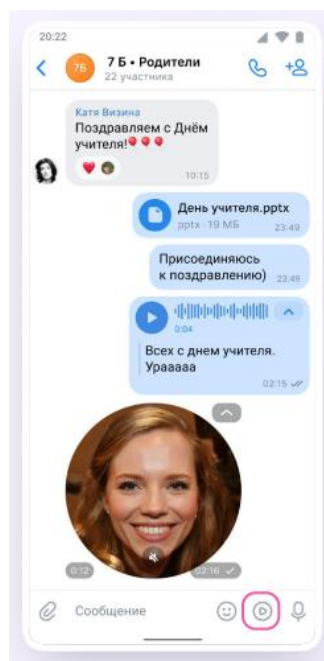 20:22
7Б
7 Б • Родители
22 участника
Катя Визина
Поздравляем с Днём
учителя!
10:15
День учителя.pptx
pptx · 19 МБ
23:49
Присоединяюсь
к поздравлению)
22:49
0:04
Всех с днем учителя.
Урааааа
02:15
0:12
02:16
Сообщение